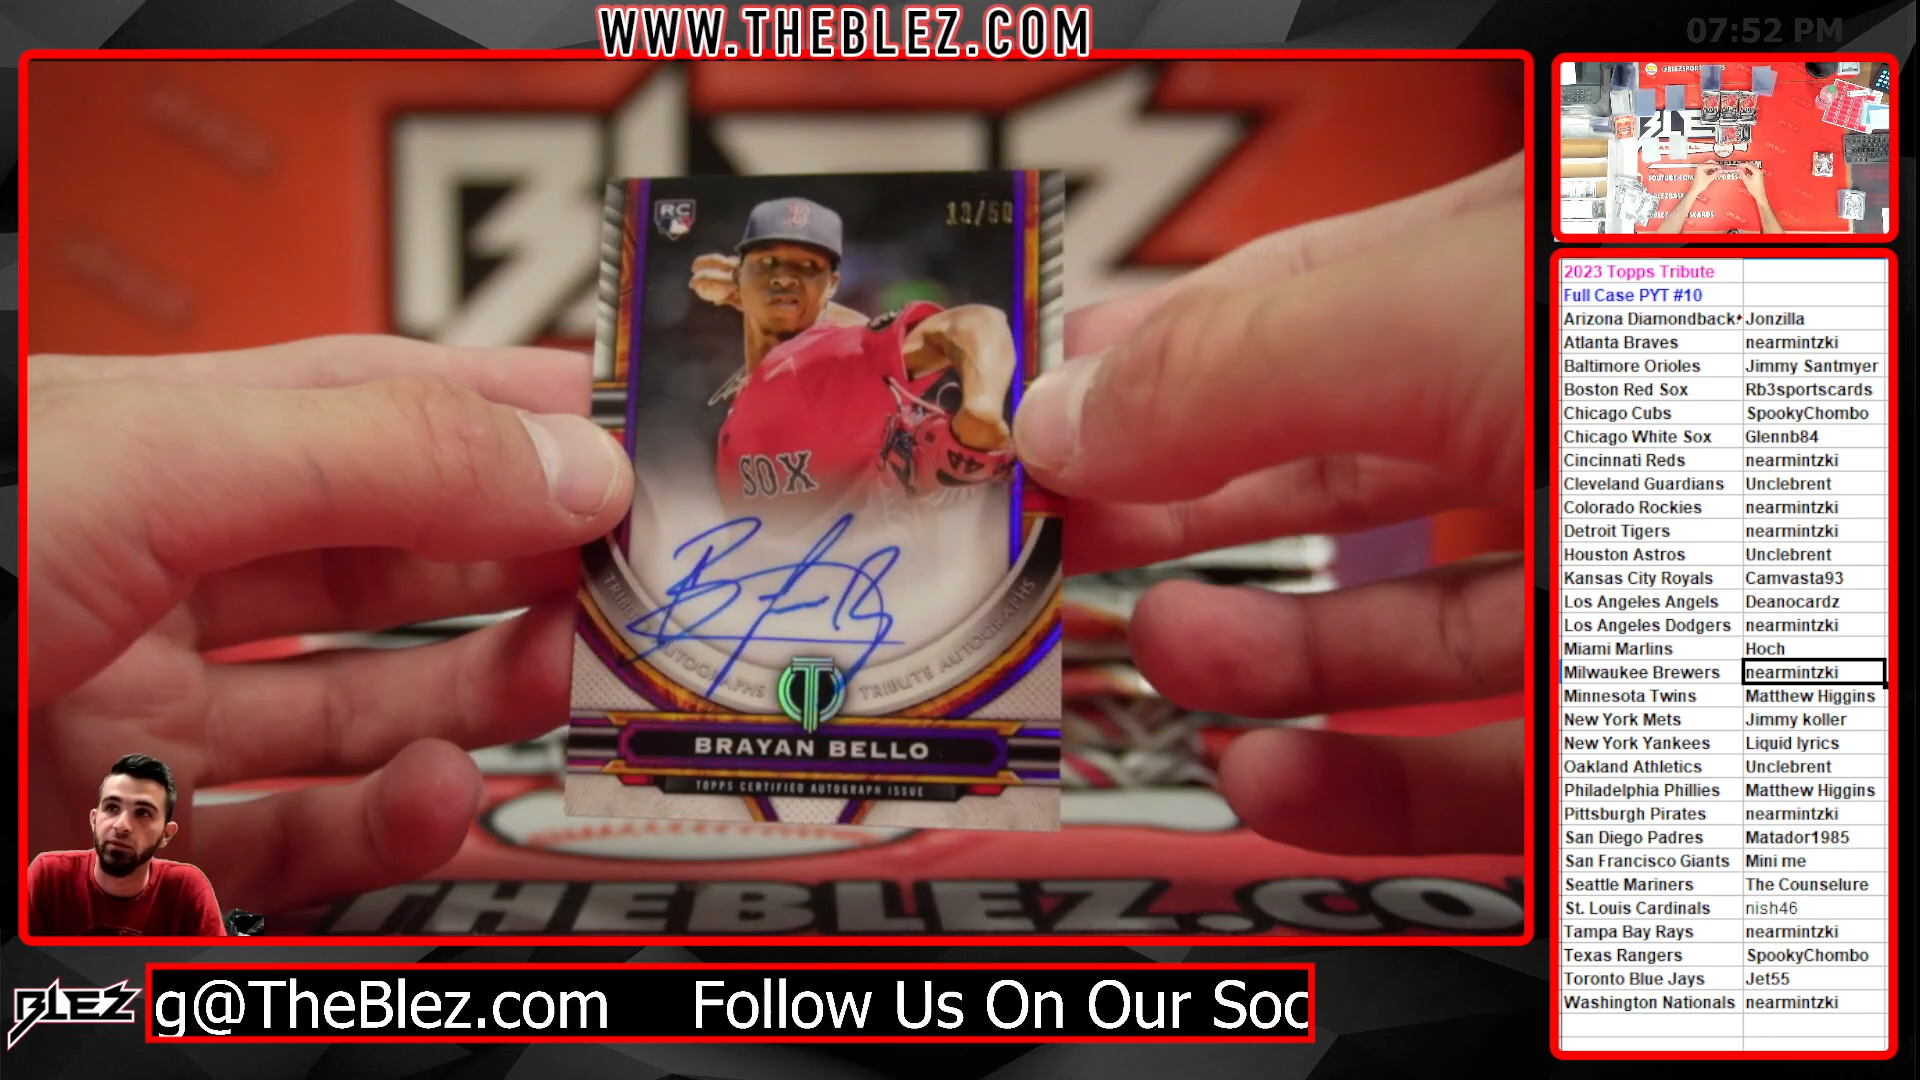 WWW.THEBLEZ.COM
07:52 PM
BLEZ
RC
13/50
B
SOX
44
TRIBUTE AUTOGRAPHS
TRIBUTE AUTOGRAPHS
T
BRAYAN BELLO
TOPPS CERTIFIED AUTOGRAPH ISSUE
THEBLEZ.CO
2023 Topps Tribute
Full Case PYT #10
Arizona Diamondback Jonzilla
Atlanta Braves nearmintzki
Baltimore Orioles Jimmy Santmyer
Boston Red Sox Rb3sportscards
Chicago Cubs SpookyChombo
Chicago White Sox Glennb84
Cincinnati Reds nearmintzki
Cleveland Guardians Unclebrent
Colorado Rockies nearmintzki
Detroit Tigers nearmintzki
Houston Astros Unclebrent
Kansas City Royals Camvasta93
Los Angeles Angels Deanocardz
Los Angeles Dodgers nearmintzki
Miami Marlins Hoch
Milwaukee Brewers nearmintzki
Minnesota Twins Matthew Higgins
New York Mets Jimmy koller
New York Yankees Liquid lyrics
Oakland Athletics Unclebrent
Philadelphia Phillies Matthew Higgins
Pittsburgh Pirates nearmintzki
San Diego Padres Matador1985
San Francisco Giants Mini me
Seattle Mariners The Counselure
St. Louis Cardinals nish46
Tampa Bay Rays nearmintzki
Texas Rangers SpookyChombo
Toronto Blue Jays Jet55
Washington Nationals nearmintzki
BLEZ
g@TheBlez.com Follow Us On Our Soc